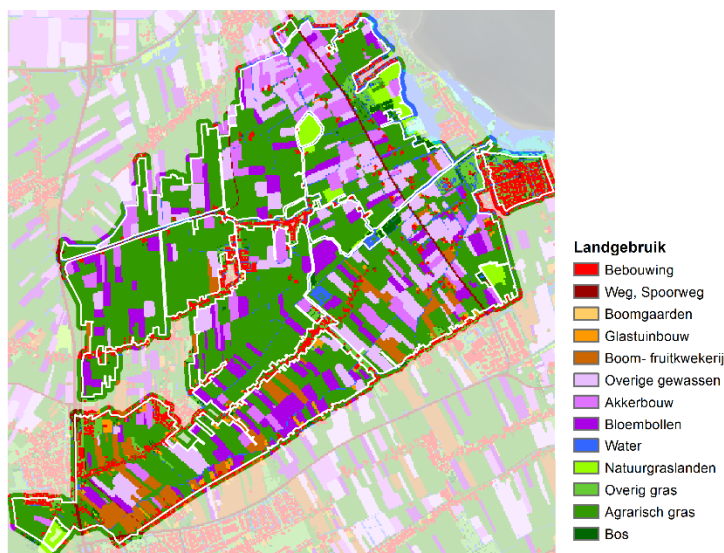 Landgebruik
Bebouwing
Weg, Spoorweg
Boomgaarden
Glastuinbouw
Boom- fruitkwekerij
Overige gewassen
Akkerbouw
Bloembollen
Water
Natuurgraslanden
Overig gras
Agrarisch gras
Bos